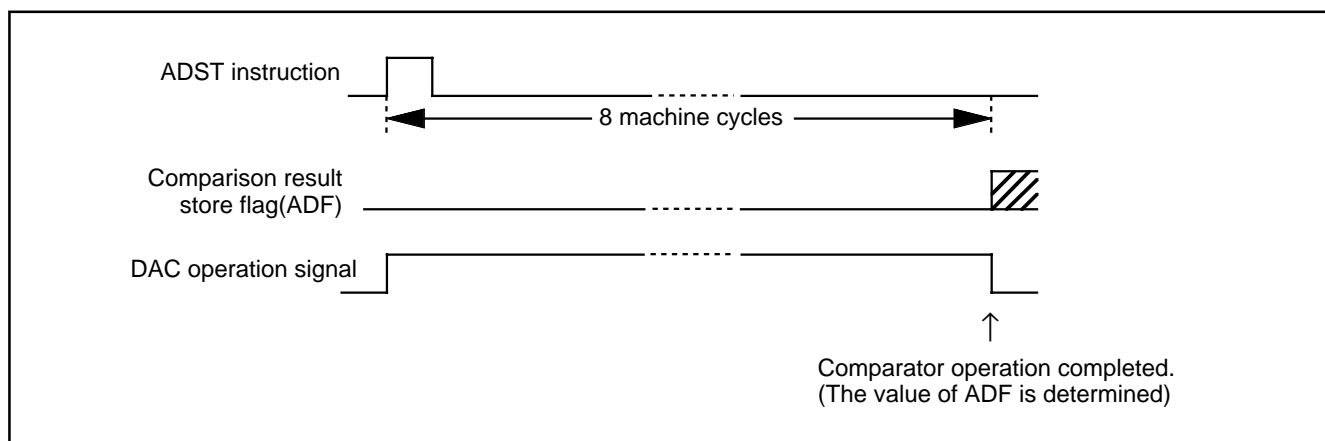 ADST instruction
8 machine cycles
Comparison result
store flag(ADF)
DAC operation signal
Comparator operation completed.
(The value of ADF is determined)